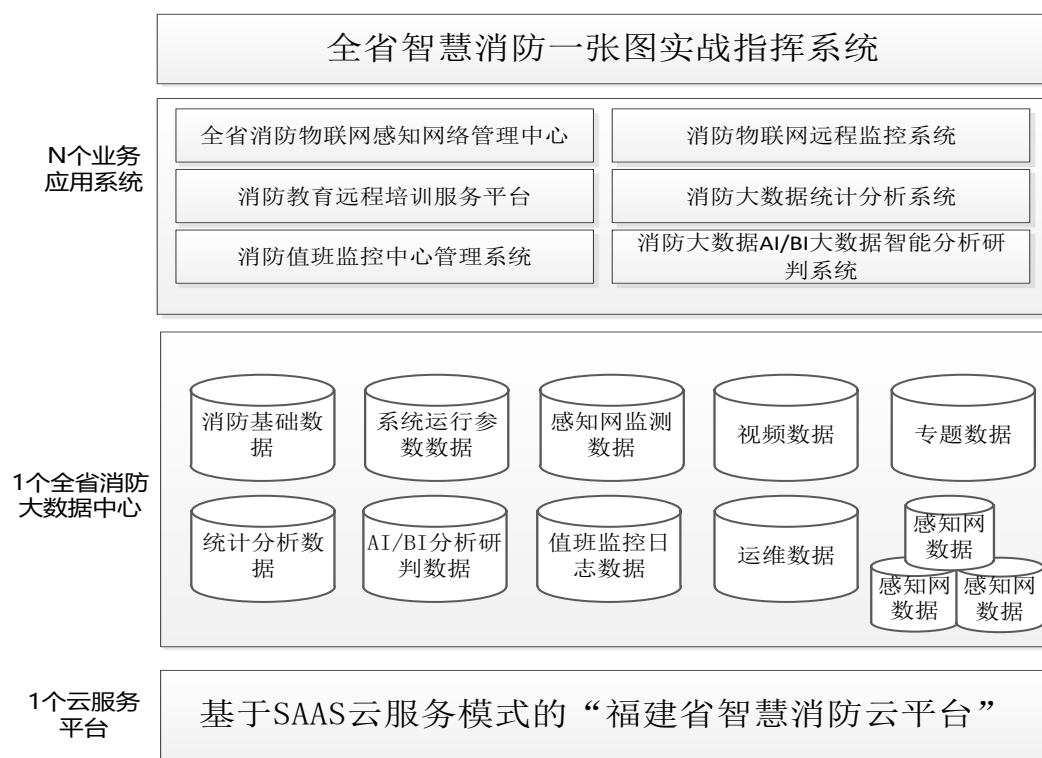 全省智慧消防一张图实战指挥系统
N个业务
应用系统
全省消防物联网感知网络管理中心
消防物联网远程监控系统
消防教育远程培训服务平台
消防大数据统计分析系统
消防值班监控中心管理系统
消防大数据AI/BI大数据智能分析研
判系统
1个全省消防
大数据中心
消防基础数
据
系统运行参
数数据
感知网监测
数据
视频数据
专题数据
统计分析数
据
AI/BI分析研
判数据
值班监控日
志数据
运维数据
感知网
数据
感知网
数据
感知网
数据
1个云服务
平台
基于SAAS云服务模式的“福建省智慧消防云平台”